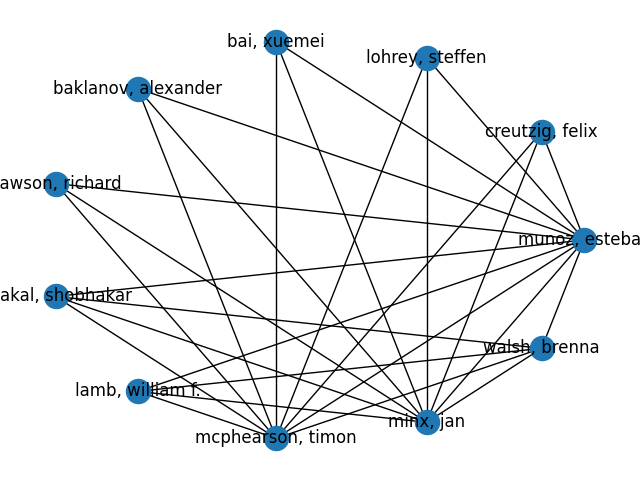 bai, xuemei
lohrey, steffen
baklanov, alexander
creutzig, felix
awson, richard
munoz, esteba
akal, shobhakar
walsh, brenna
lamb, william f.
minx, jan
mcphearson, timon